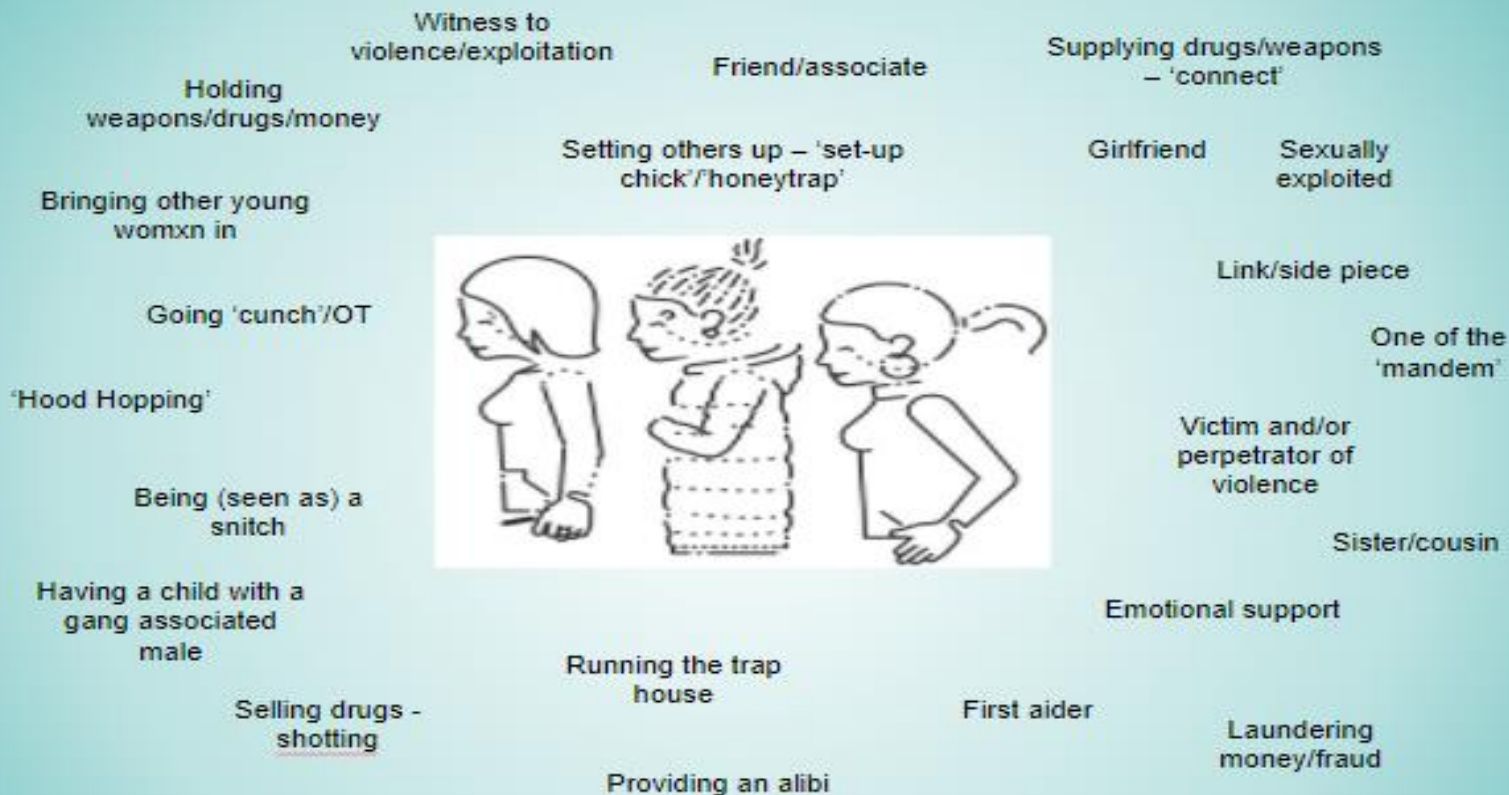 Witness to
violence/exploitation
Friend/associate
Supplying drugs/weapons
– 'connect'
Holding
weapons/drugs/money
Setting others up – 'set-up
chick'/'honeytrap'
Girlfriend
Sexually
exploited
Bringing other young
womxn in
Link/side piece
Going 'cunch'/OT
One of the
'mandem'
'Hood Hopping'
Victim and/or
perpetrator of
violence
Being (seen as) a
snitch
Sister/cousin
Having a child with a
gang associated
male
Emotional support
Running the trap
house
Selling drugs -
shotting
First aider
Laundering
money/fraud
Providing an alibi